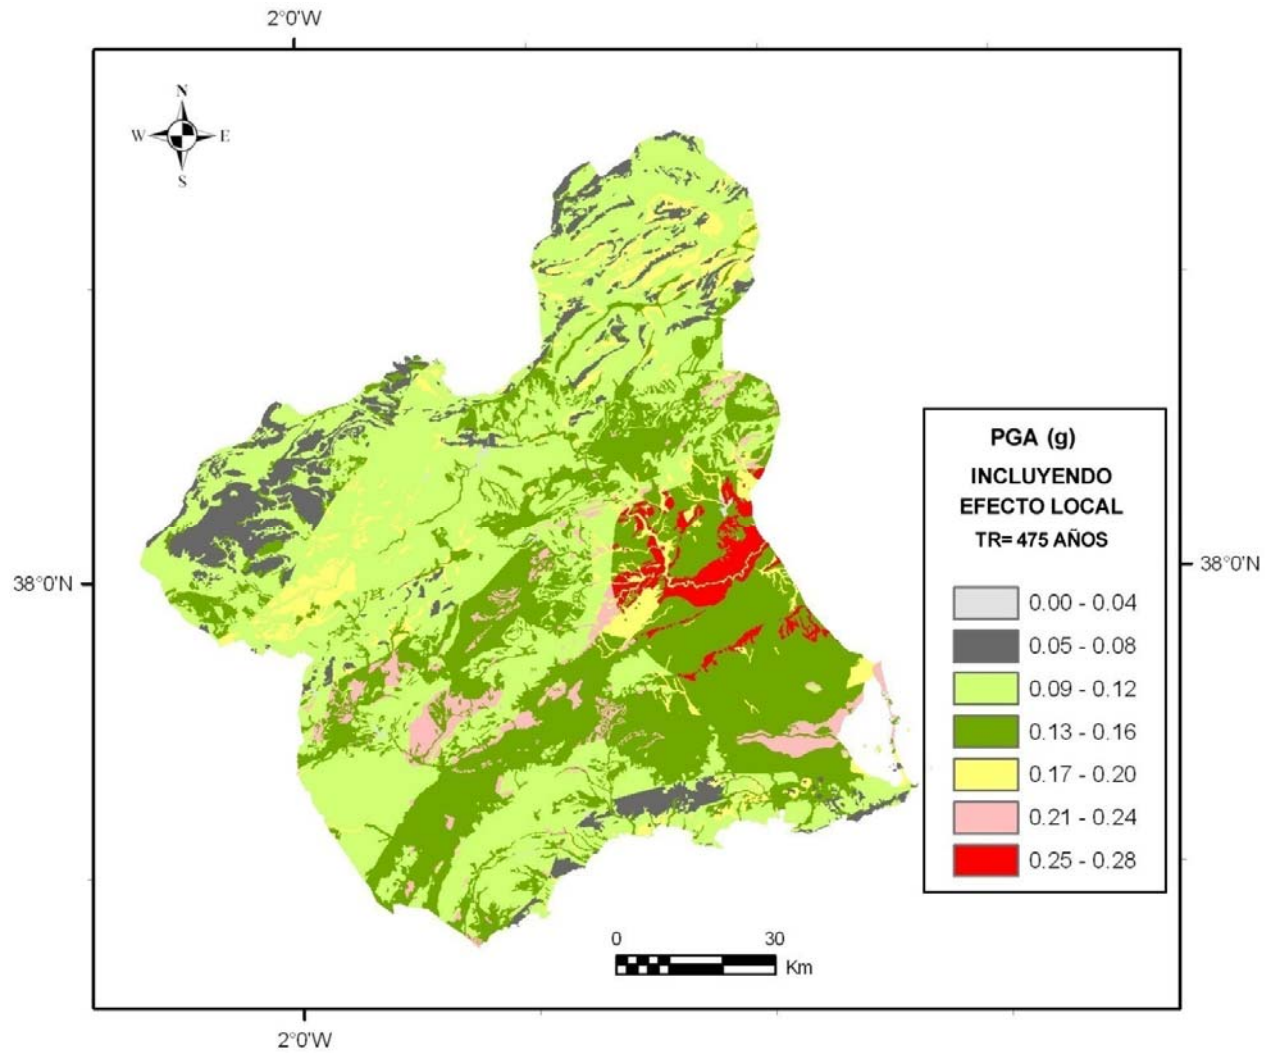 2°0'W
N
W E
S
38°0'N
38°0'N
PGA (g)
INCLUYENDO
EFECTO LOCAL
TR= 475 AÑOS
0.00 - 0.04
0.05 - 0.08
0.09 - 0.12
0.13 - 0.16
0.17 - 0.20
0.21 - 0.24
0.25 - 0.28
0 30
Km
2°0'W